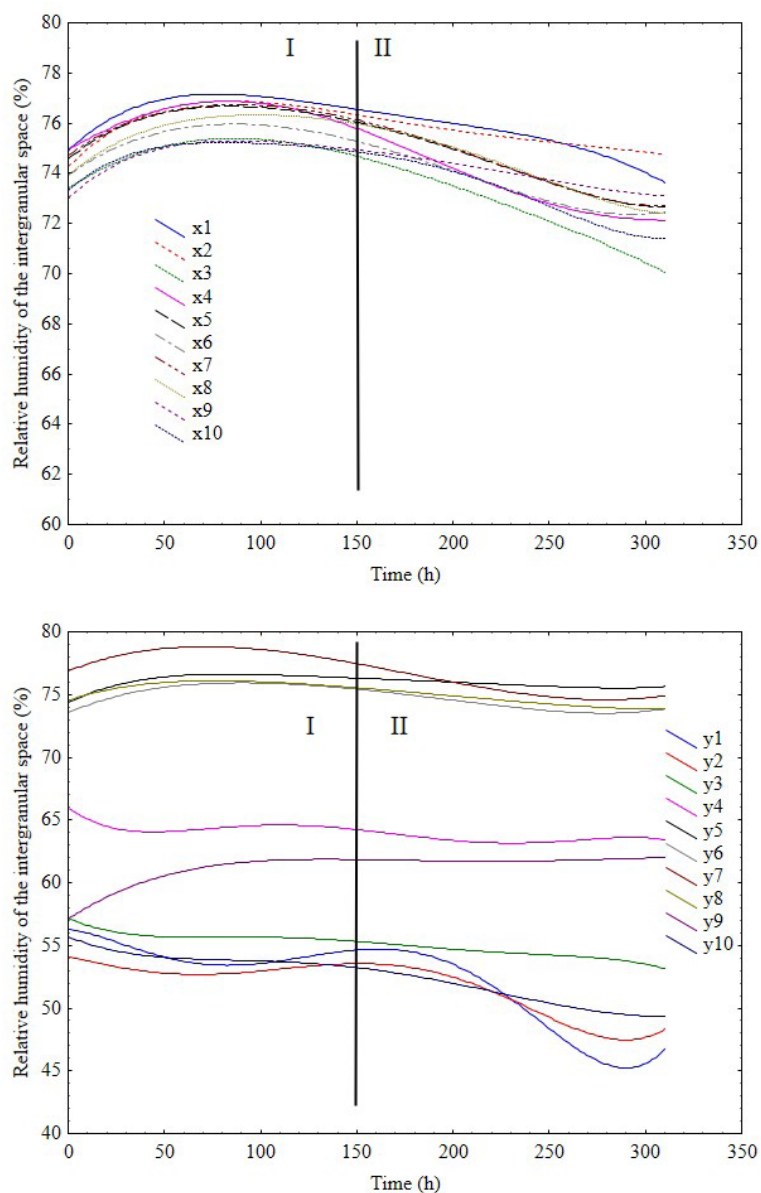 80
78
76
74
72
70
68
66
64
62
60
Relative humidity of the intergranular space (%)
I II
x1
x2
x3
x4
x5
x6
x7
x8
x9
x10
0 50 100 150 200 250 300 350
Time (h)
80
75
70
65
60
55
50
45
40
Relative humidity of the intergranular space (%)
I II
y1
y2
y3
y4
y5
y6
y7
y8
y9
y10
0 50 100 150 200 250 300 350
Time (h)